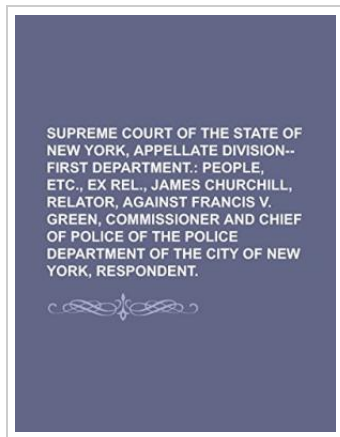 SUPREME COURT OF THE STATE OF
NEW YORK, APPELLATE DIVISION--
FIRST DEPARTMENT.: PEOPLE,
ETC., EX REL., JAMES CHURCHILL,
RELATOR, AGAINST FRANCIS V.
GREEN, COMMISSIONER AND CHIEF
OF POLICE OF THE POLICE
DEPARTMENT OF THE CITY OF NEW
YORK, RESPONDENT.